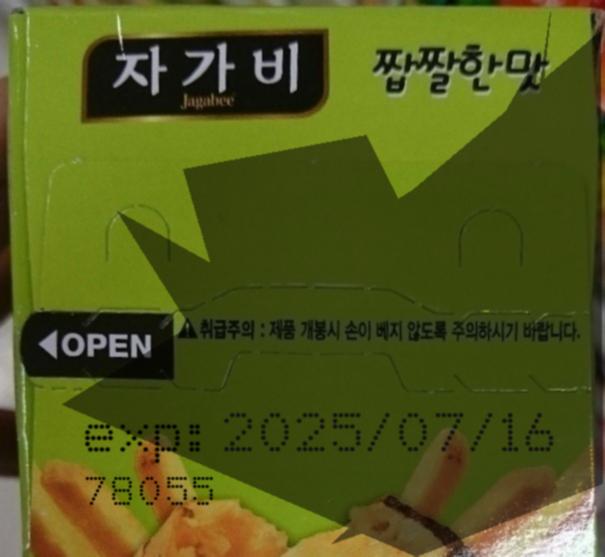 자가비 짭짤한맛
Jagabee
◀OPEN ⚠취급주의 : 제품 개봉시 손이 베지 않도록 주의하시기 바랍니다.
exp: 2025/07/16
78055